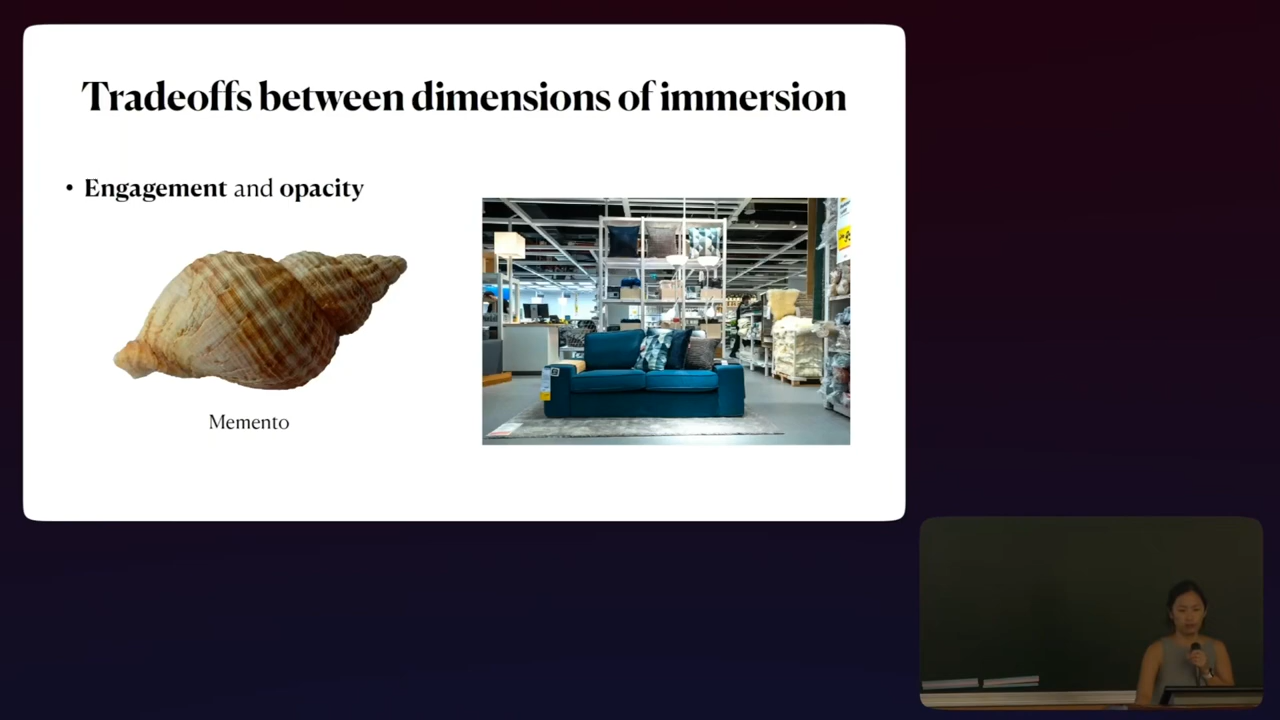 Tradeoffs between dimensions of immersion
• Engagement and opacity
Memento